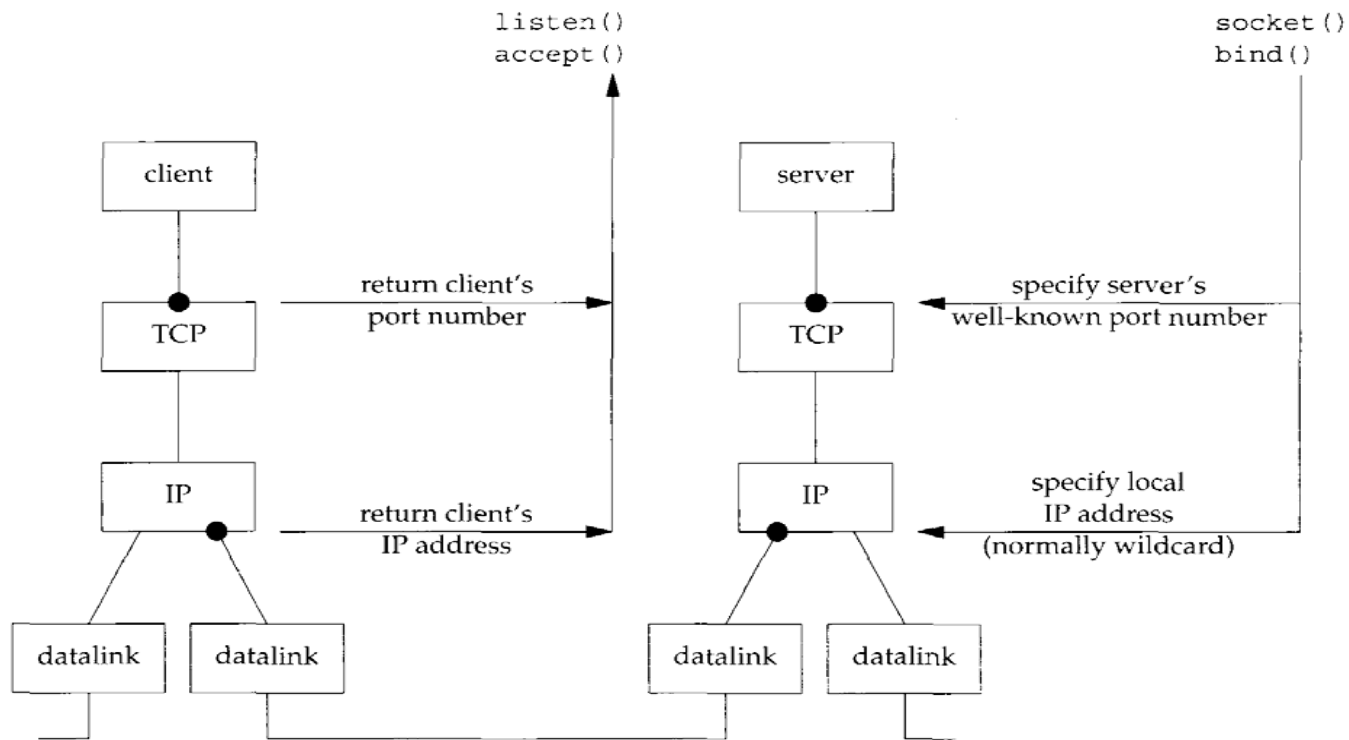 listen()
accept()
socket()
bind()
client
server
return client's
port number
specify server's
well-known port number
TCP
TCP
return client's
IP address
specify local
IP address
(normally wildcard)
IP
IP
datalink
datalink
datalink
datalink